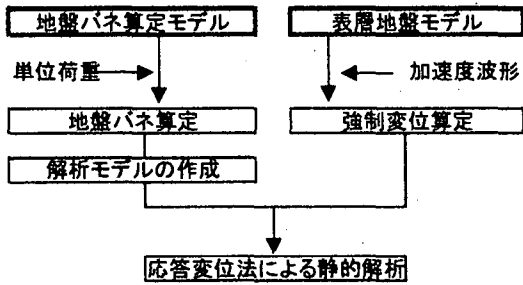 地盤バネ算定モデル 表層地盤モデル
単位荷重 加速度波形
地盤バネ算定 強制変位算定
解析モデルの作成
応答変位法による静的解析